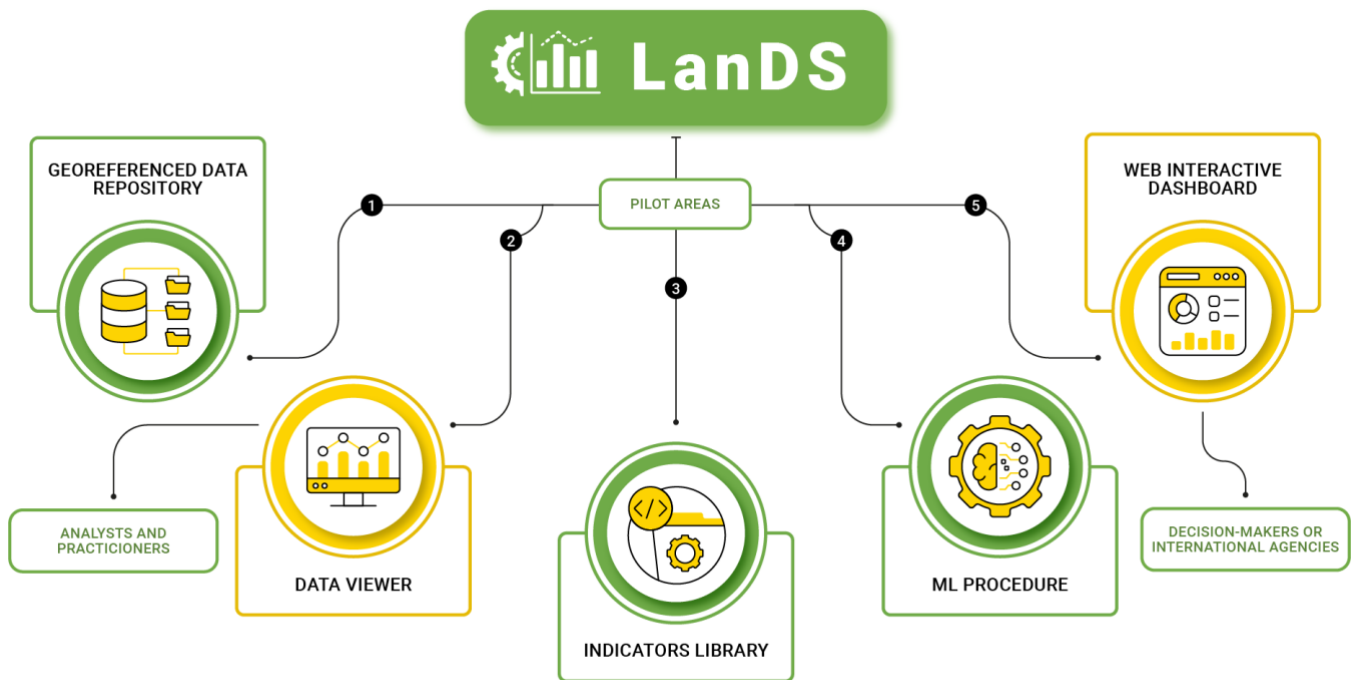 LanDS
GEOREFERENCED DATA
REPOSITORY
WEB INTERACTIVE
DASHBOARD
PILOT AREAS
1
2
3
4
5
</>
ANALYSTS AND
PRACTICIONERS
DATA VIEWER
INDICATORS LIBRARY
ML PROCEDURE
DECISION-MAKERS OR
INTERNATIONAL AGENCIES